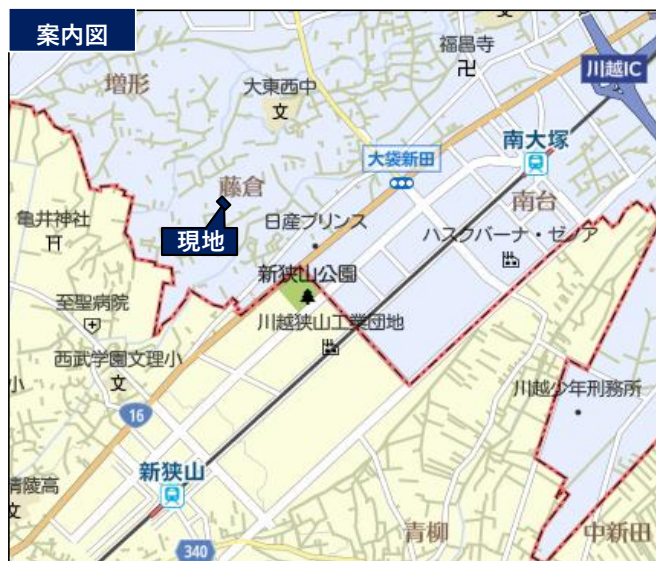 案内図
福昌寺
川越IC
増形
大東西中
大袋新田
南大塚
藤倉
南台
亀井神社
日産プリンス
現地
ハスクバーナ・ゼノア
新狭山公園
至聖病院
川越狭山工業団地
西武学園文理小
小
川越少年刑務所
16
新狭山
青陵高
青柳
中新田
340